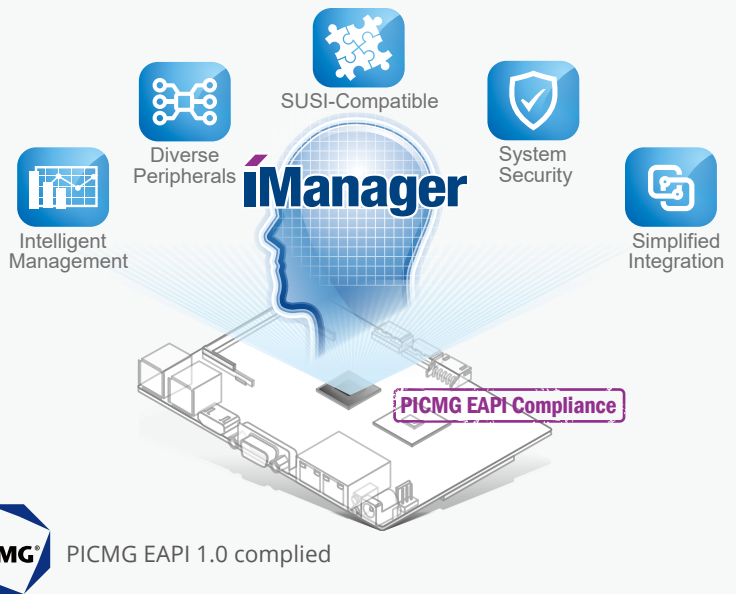 SUSI-Compatible
Diverse
Peripherals
System
Security
iManager
Intelligent
Management
Simplified
Integration
PICMG EAPI Compliance
MG®
PICMG EAPI 1.0 complied